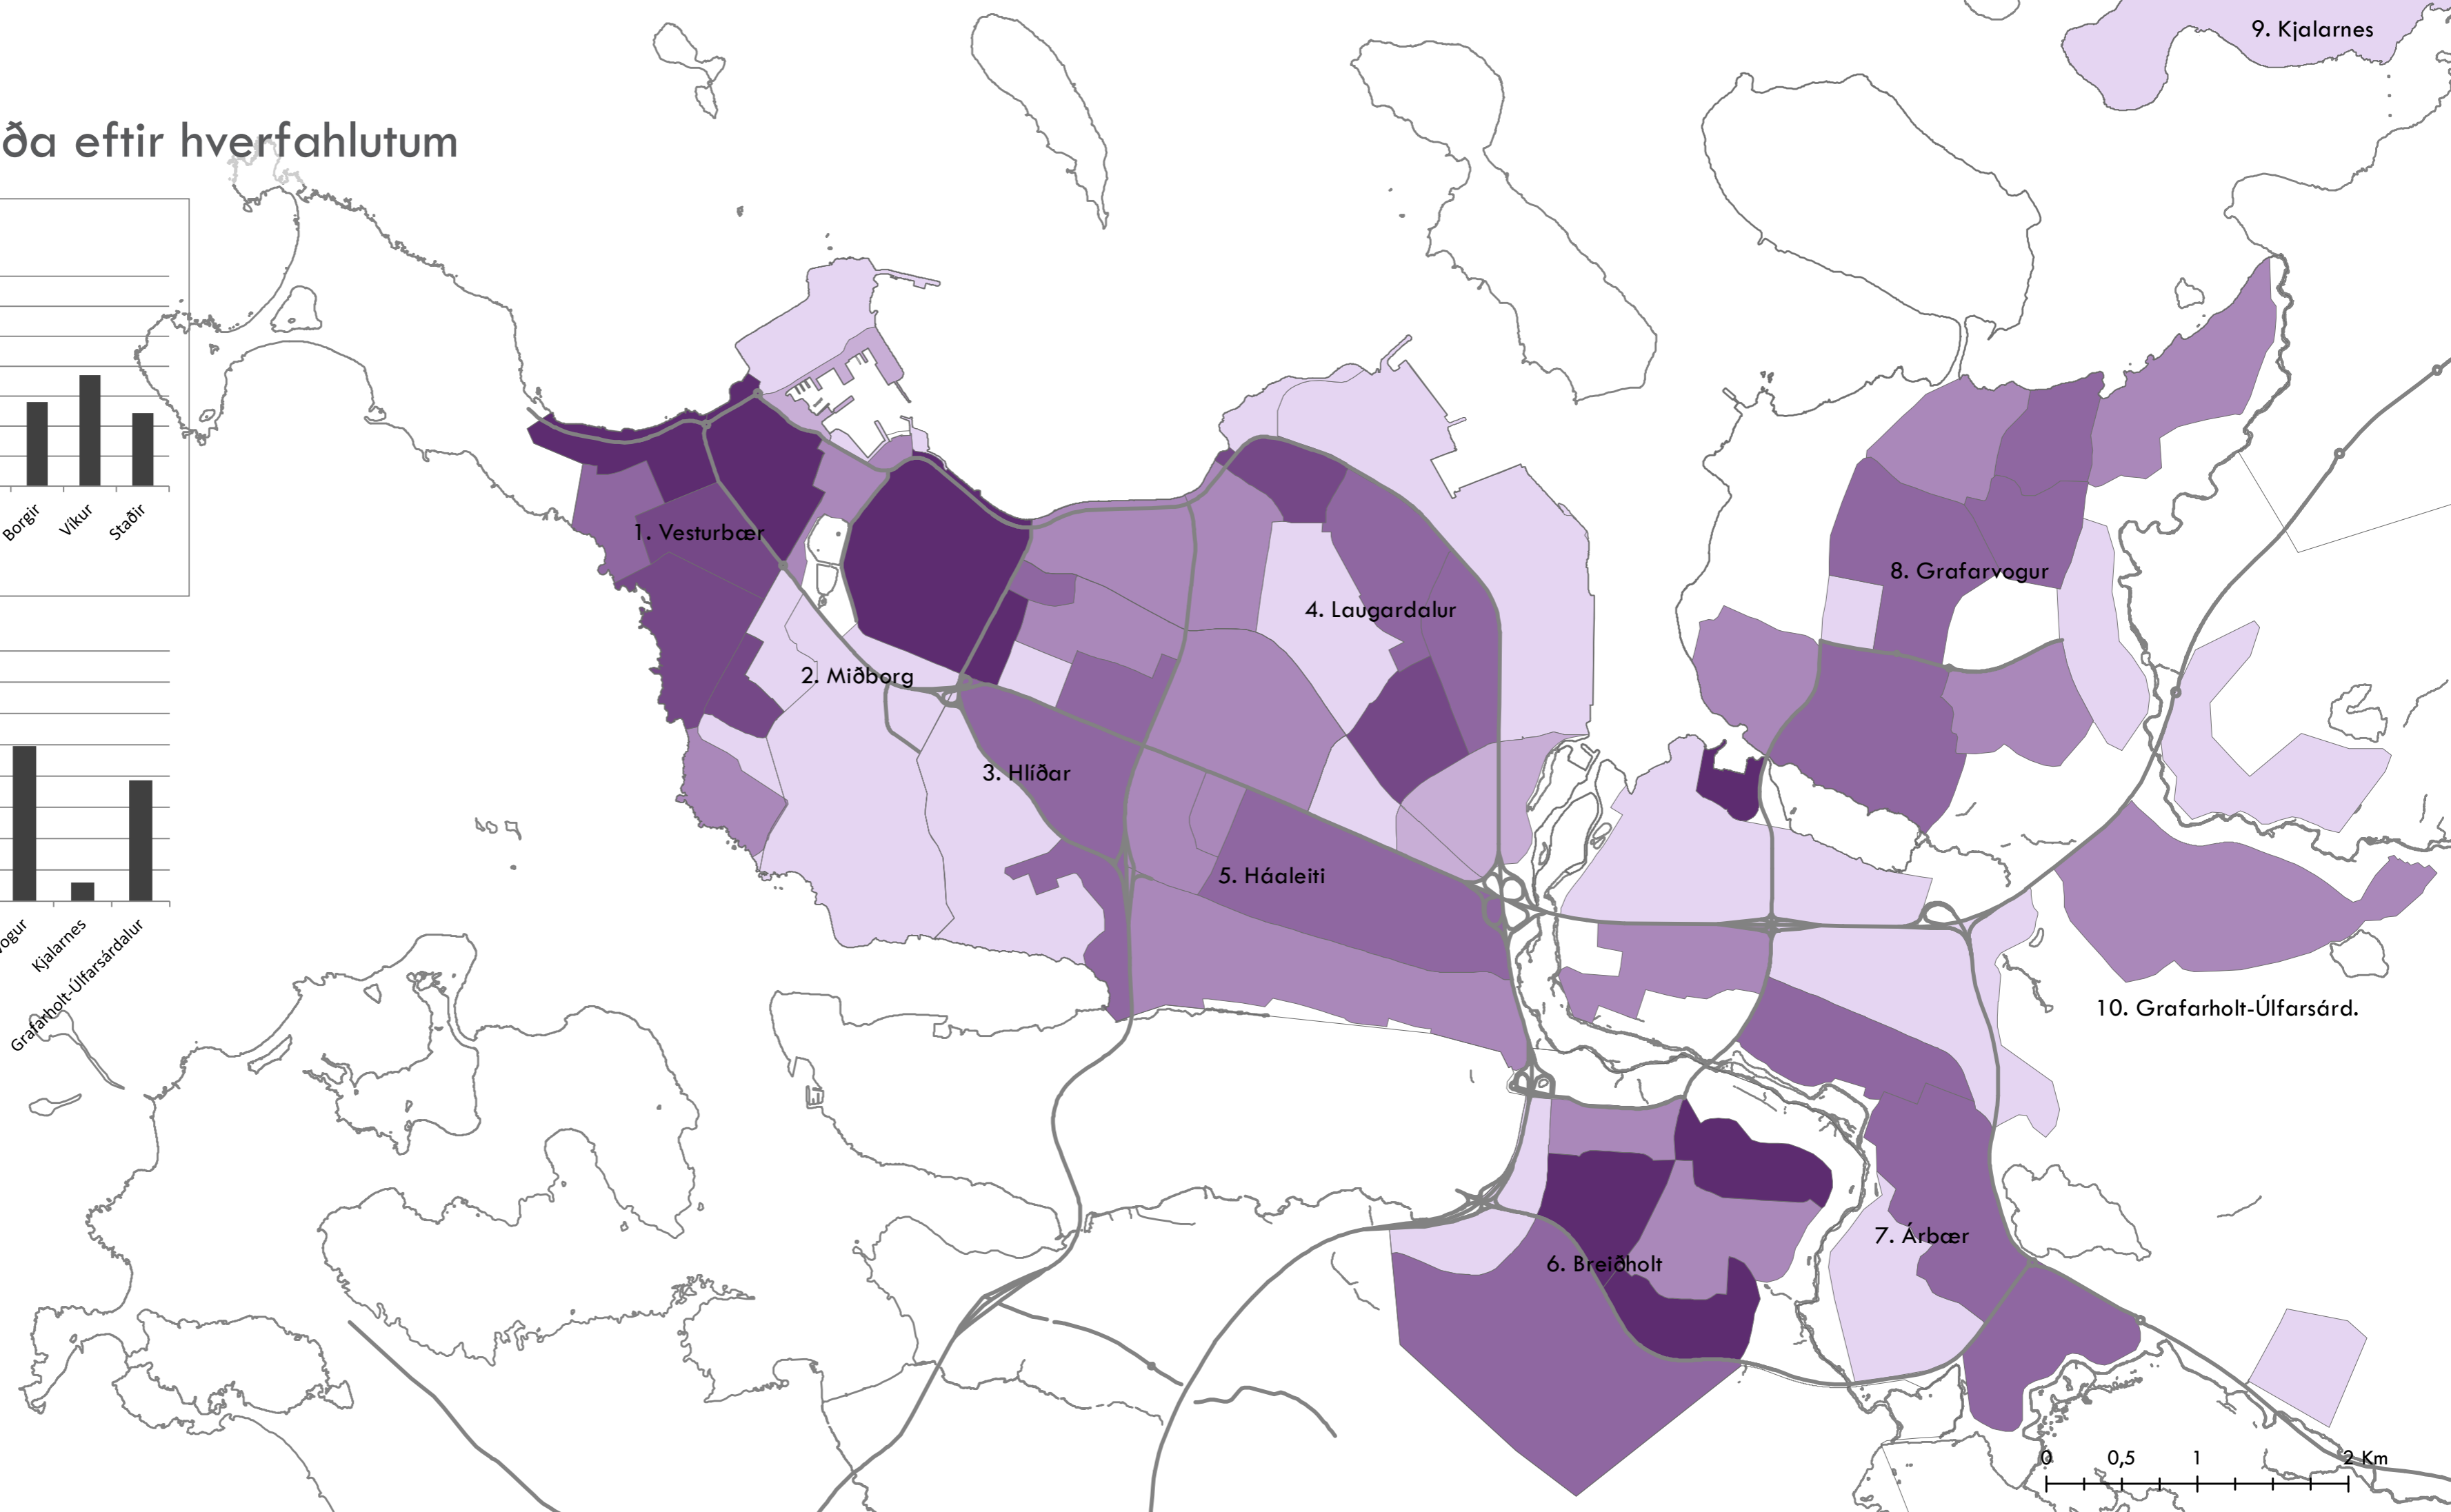 9. Kjalarnes
ða eftir hverfahlutum
Borgir
Víkur
Staðir
1. Vesturbær
8. Grafarvogur
4. Laugardalur
2. Miðborg
3. Hlíðar
5. Háaleiti
vogur
Kjalarnes
Grafarholt-Úlfarsárdalur
10. Grafarholt-Úlfarsárd.
7. Árbær
6. Breiðholt
0 0,5 1 2 Km